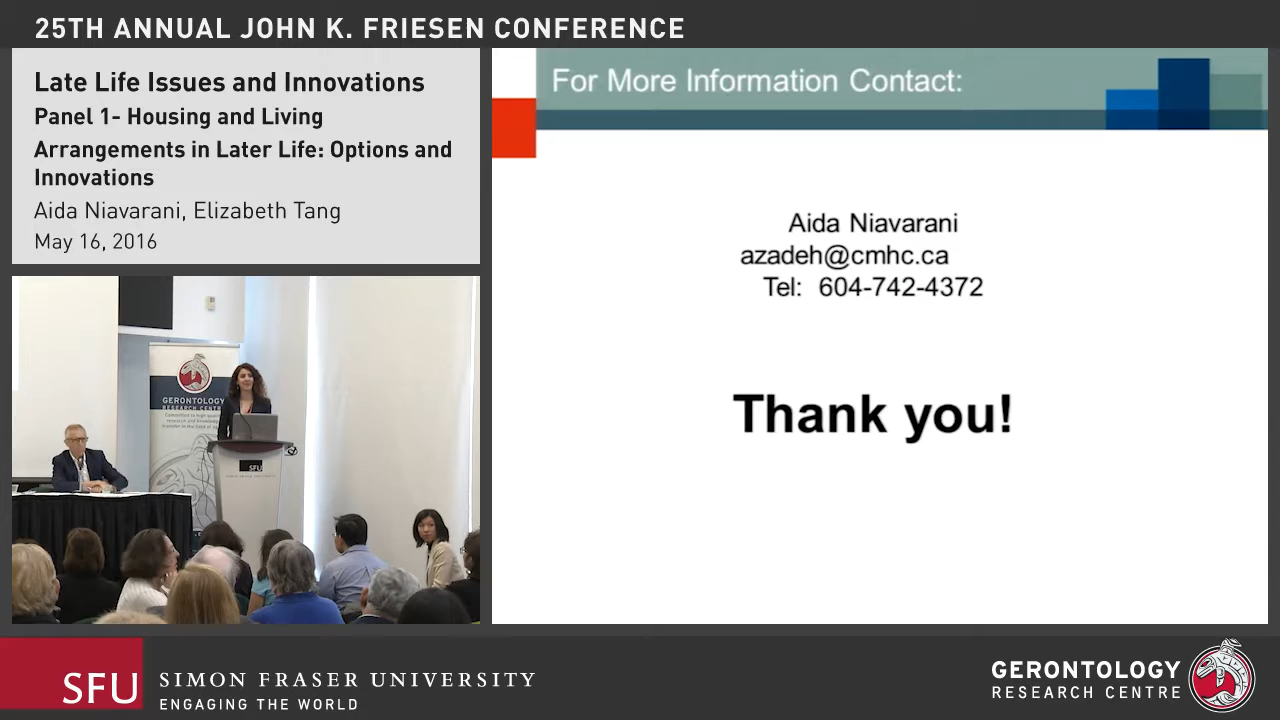 25TH ANNUAL JOHN K. FRIESEN CONFERENCE
Late Life Issues and Innovations
Panel 1- Housing and Living
Arrangements in Later Life: Options and
Innovations
Aida Niavarani, Elizabeth Tang
May 16, 2016
For More Information Contact:
Aida Niavarani
azadeh@cmhc.ca
Tel: 604-742-4372
Thank you!
GERONTOLOGY
RESEARCH CENTRE
SFU
SFU
SIMON FRASER UNIVERSITY
ENGAGING THE WORLD
GERONTOLOGY
RESEARCH CENTRE